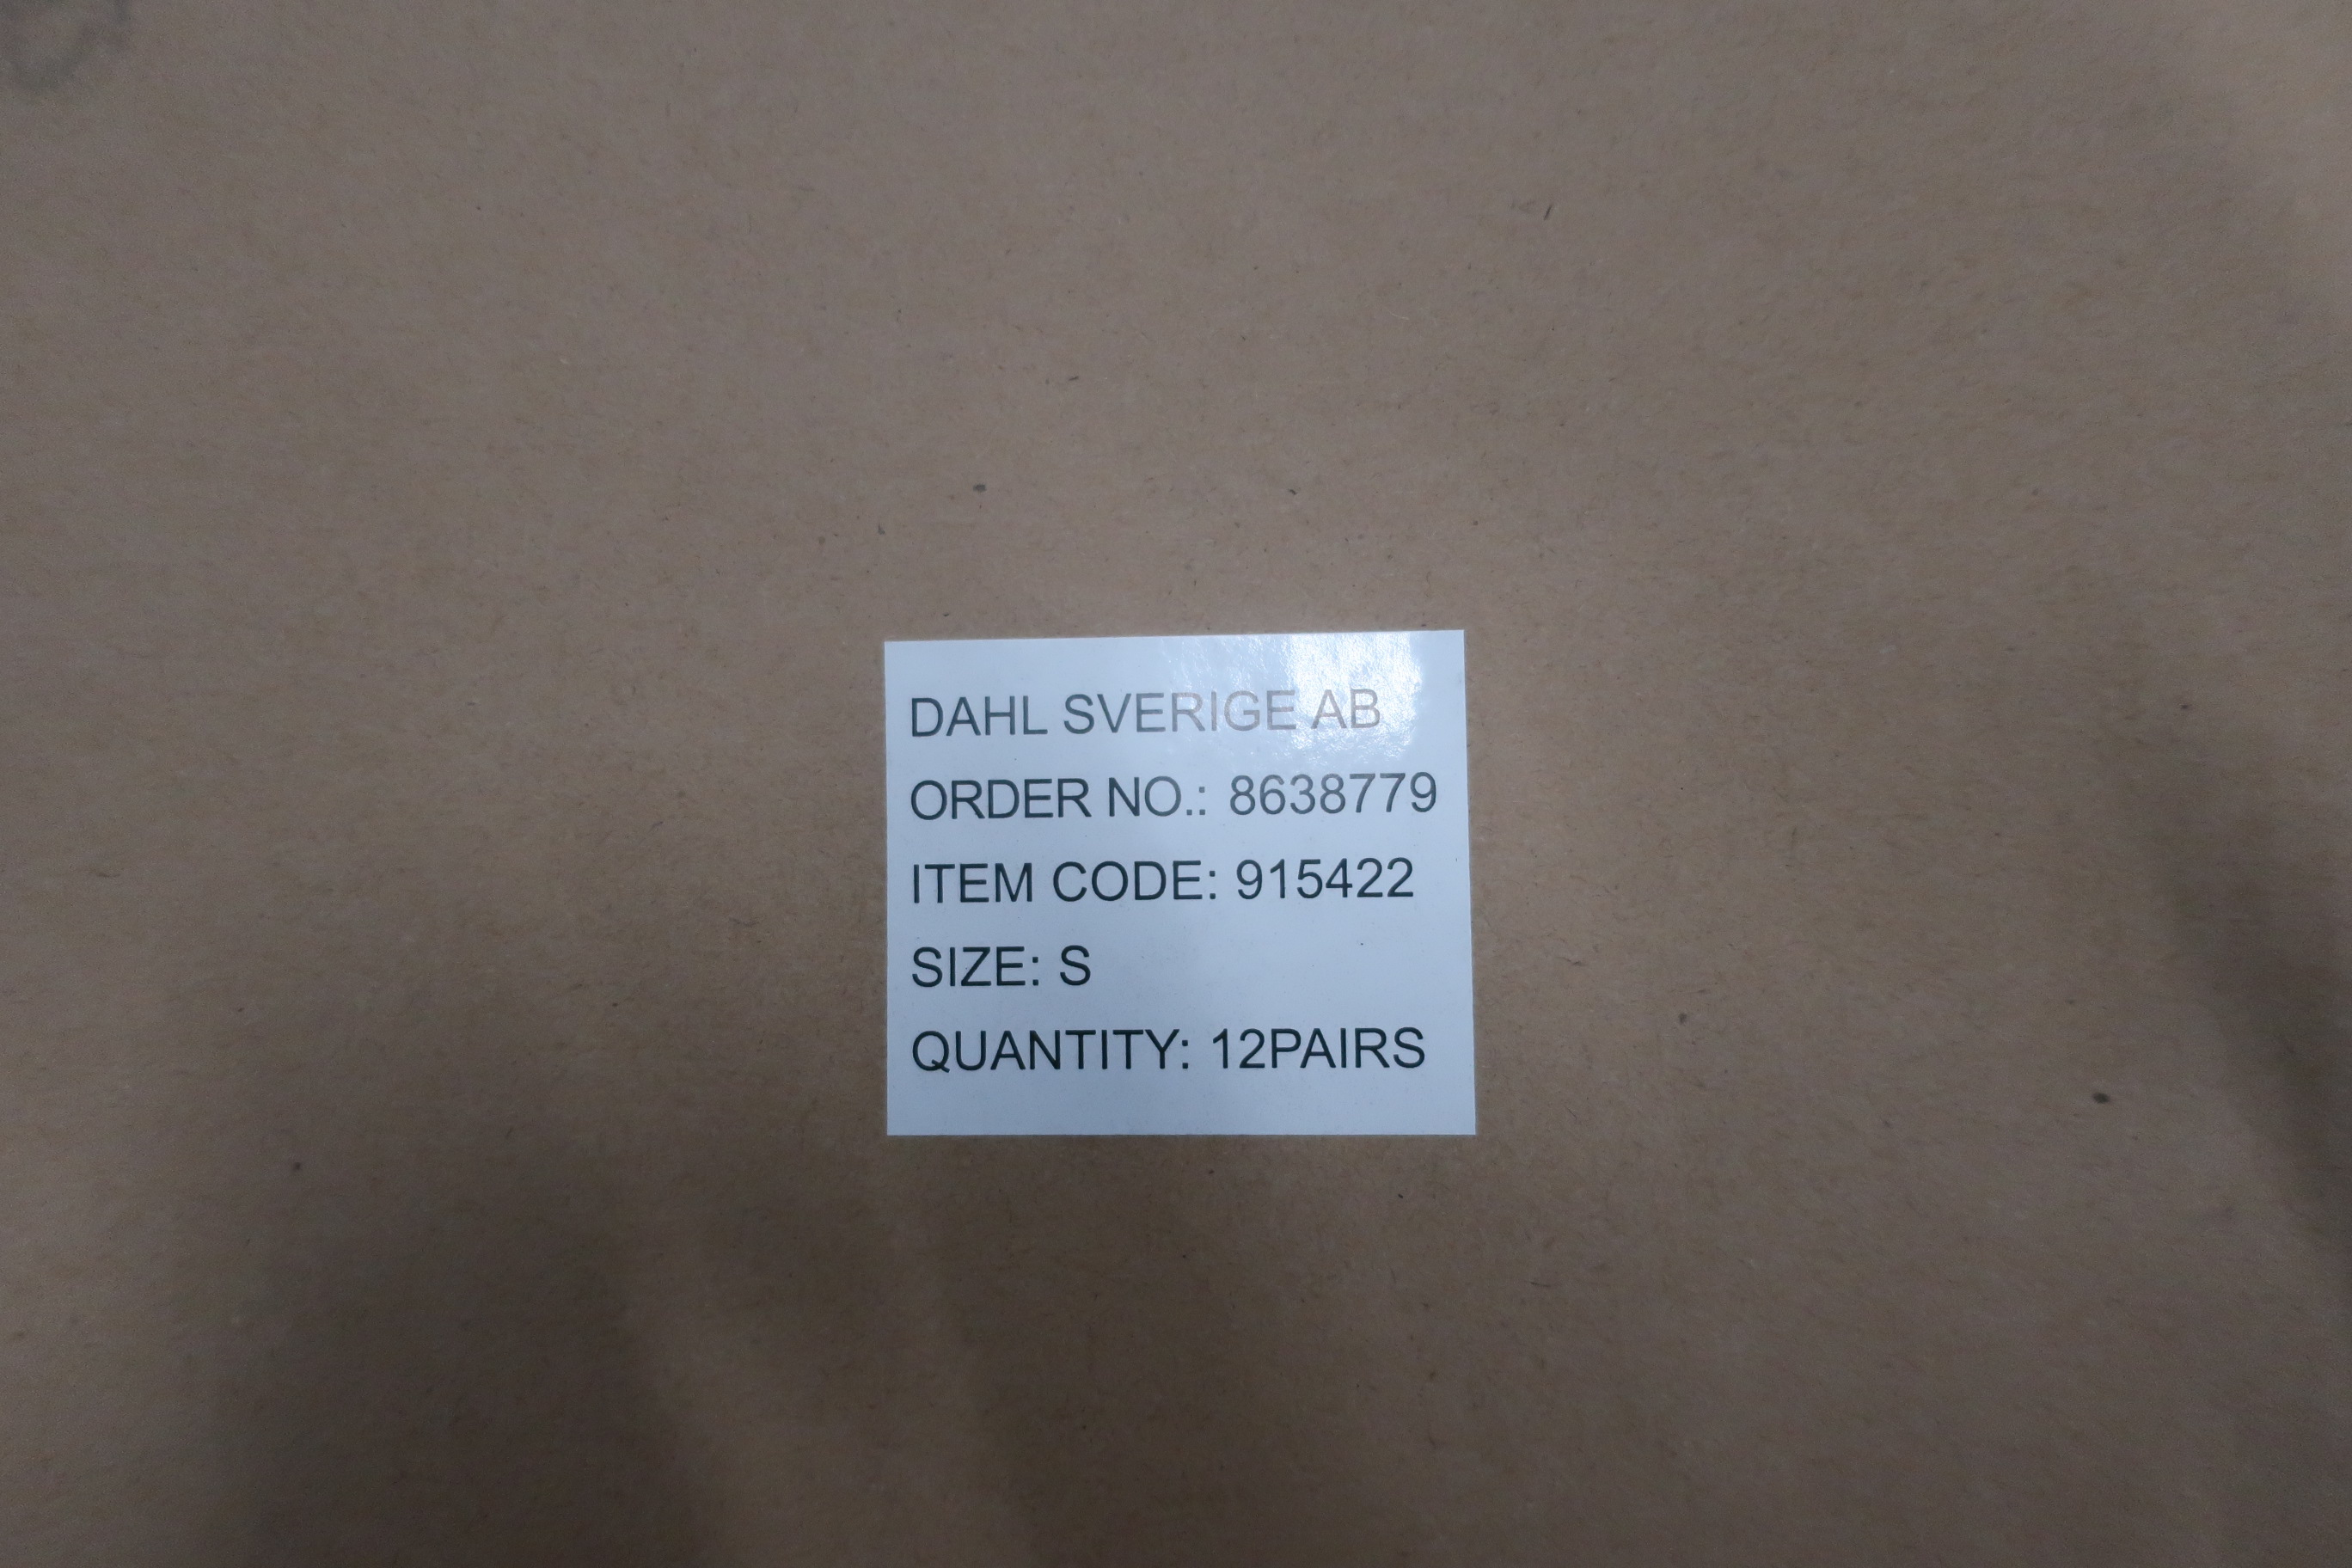 DAHL SVERIGE AB
ORDER NO.: 8638779
ITEM CODE: 915422
SIZE: S
QUANTITY: 12PAIRS